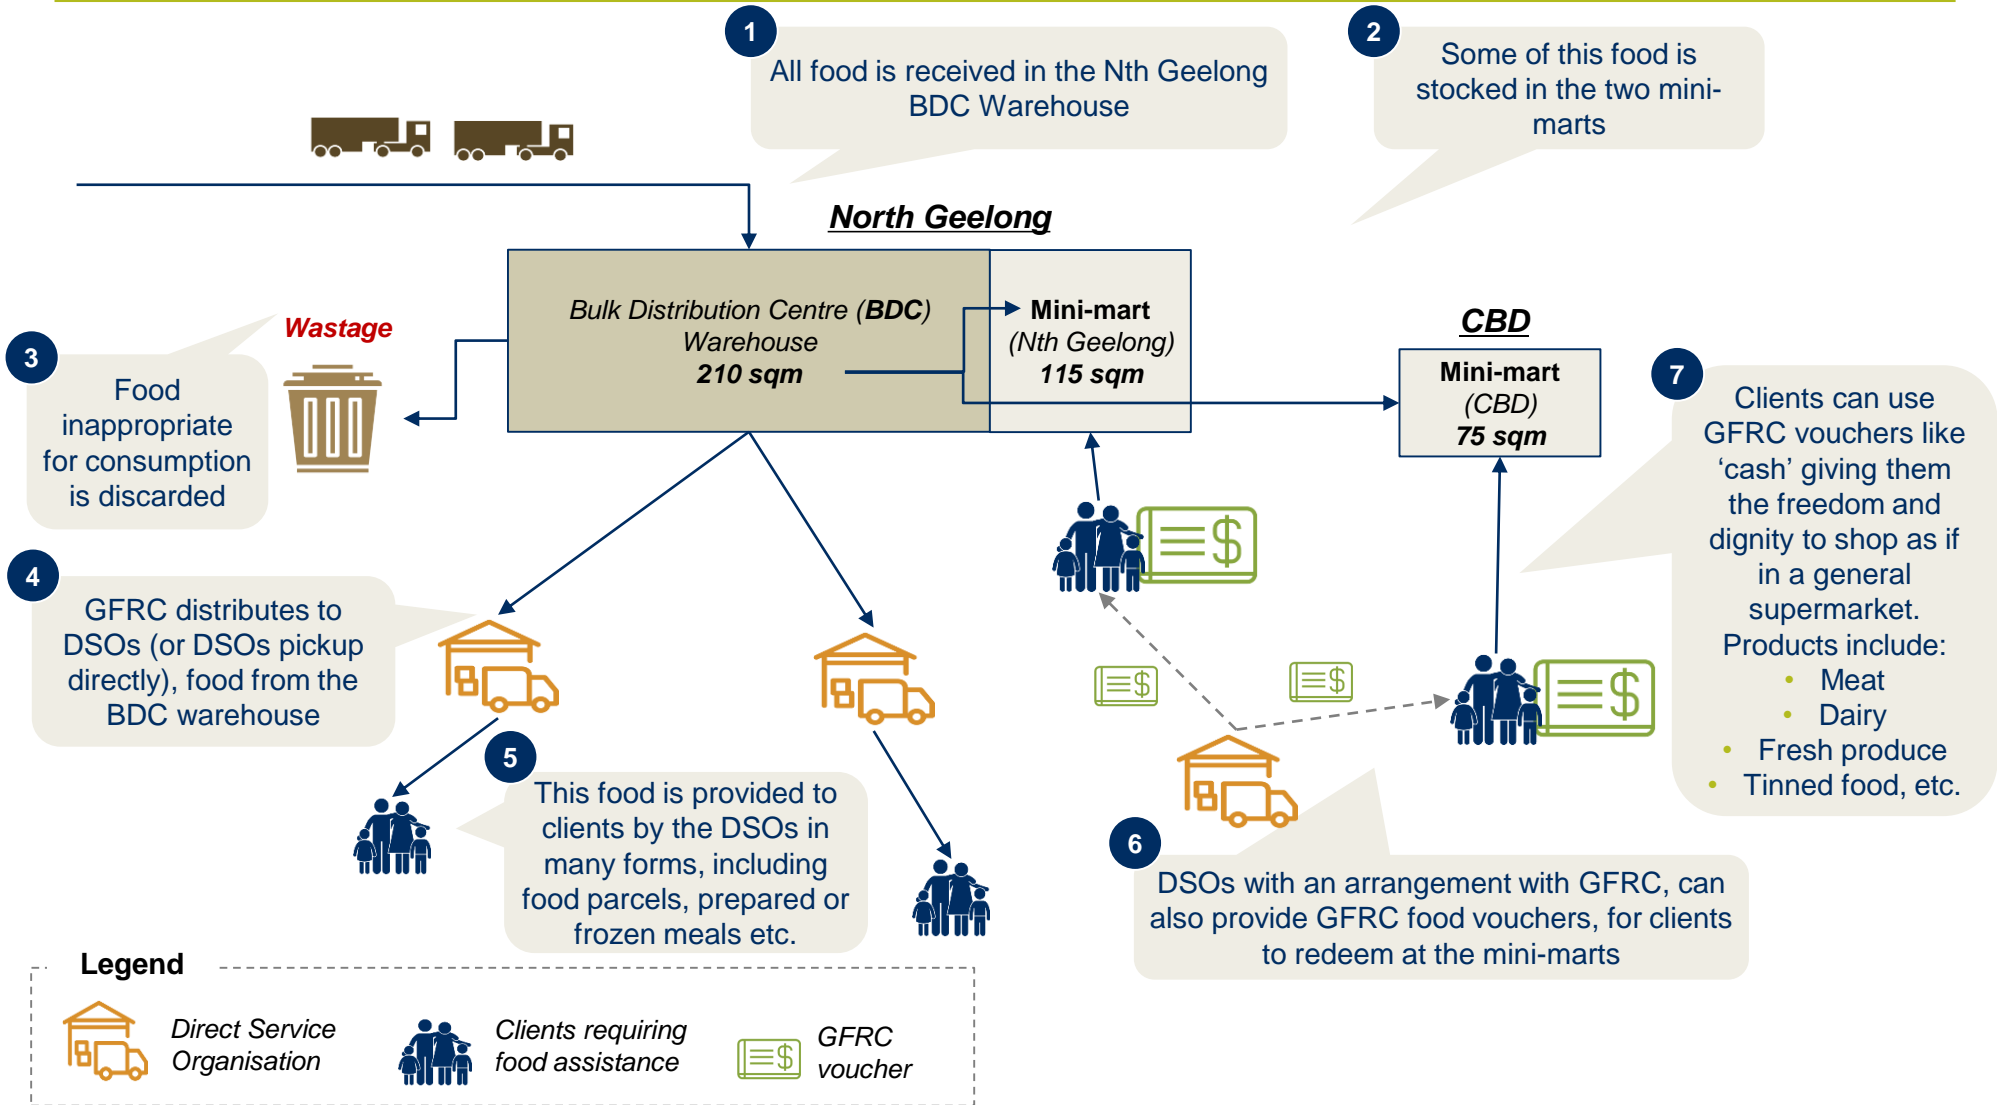 1
All food is received in the Nth Geelong
BDC Warehouse
2
Some of this food is
stocked in the two mini-
marts
North Geelong
Bulk Distribution Centre (BDC)
Warehouse
210 sqm
Mini-mart
(Nth Geelong)
115 sqm
CBD
Mini-mart
(CBD)
75 sqm
Wastage
3
Food
inappropriate
for consumption
is discarded
4
GFRC distributes to
DSOs (or DSOs pickup
directly), food from the
BDC warehouse
5
This food is provided to
clients by the DSOs in
many forms, including
food parcels, prepared or
frozen meals etc.
$
$
$
$
6
DSOs with an arrangement with GFRC, can
also provide GFRC food vouchers, for clients
to redeem at the mini-marts
7
Clients can use
GFRC vouchers like
‘cash’ giving them
the freedom and
dignity to shop as if
in a general
supermarket.
Products include:
• Meat
• Dairy
• Fresh produce
• Tinned food, etc.
Legend
Direct Service
Organisation
Clients requiring
food assistance
$
GFRC
voucher